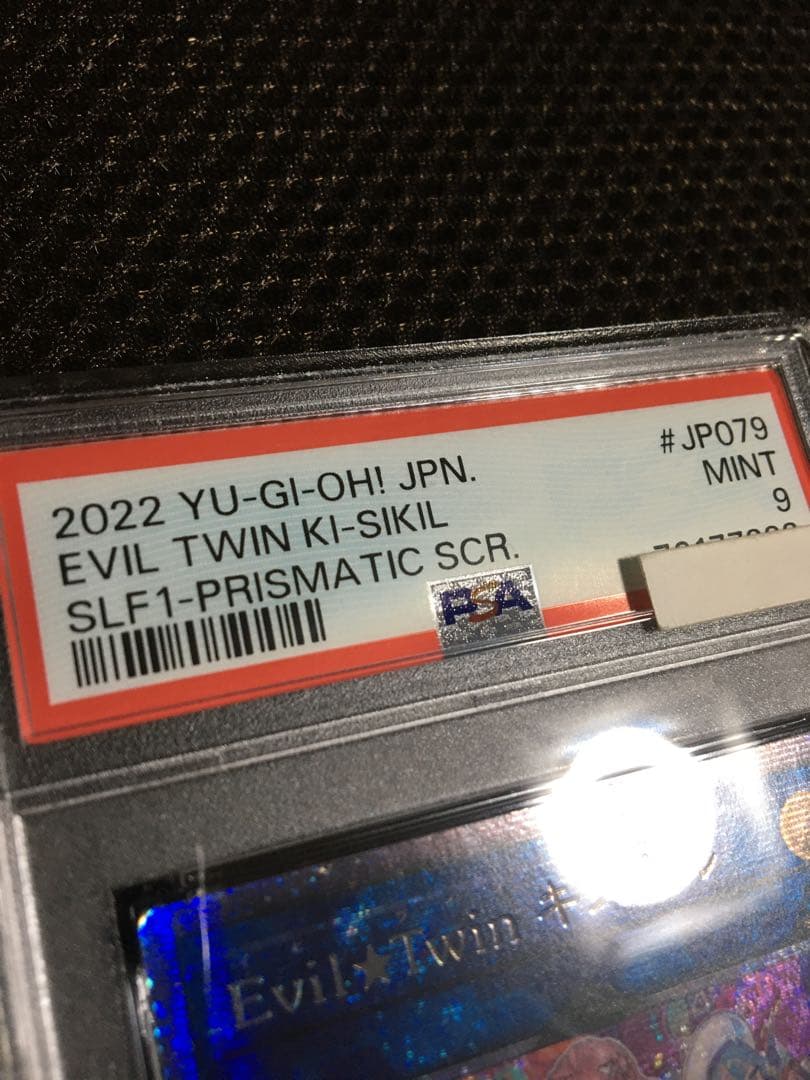 2022 YU-GI-OH! JPN.
EVIL TWIN KI-SIKIL
SLF1-PRISMATIC SCR.
#JP079
MINT
9
PSA
Evil★Twin